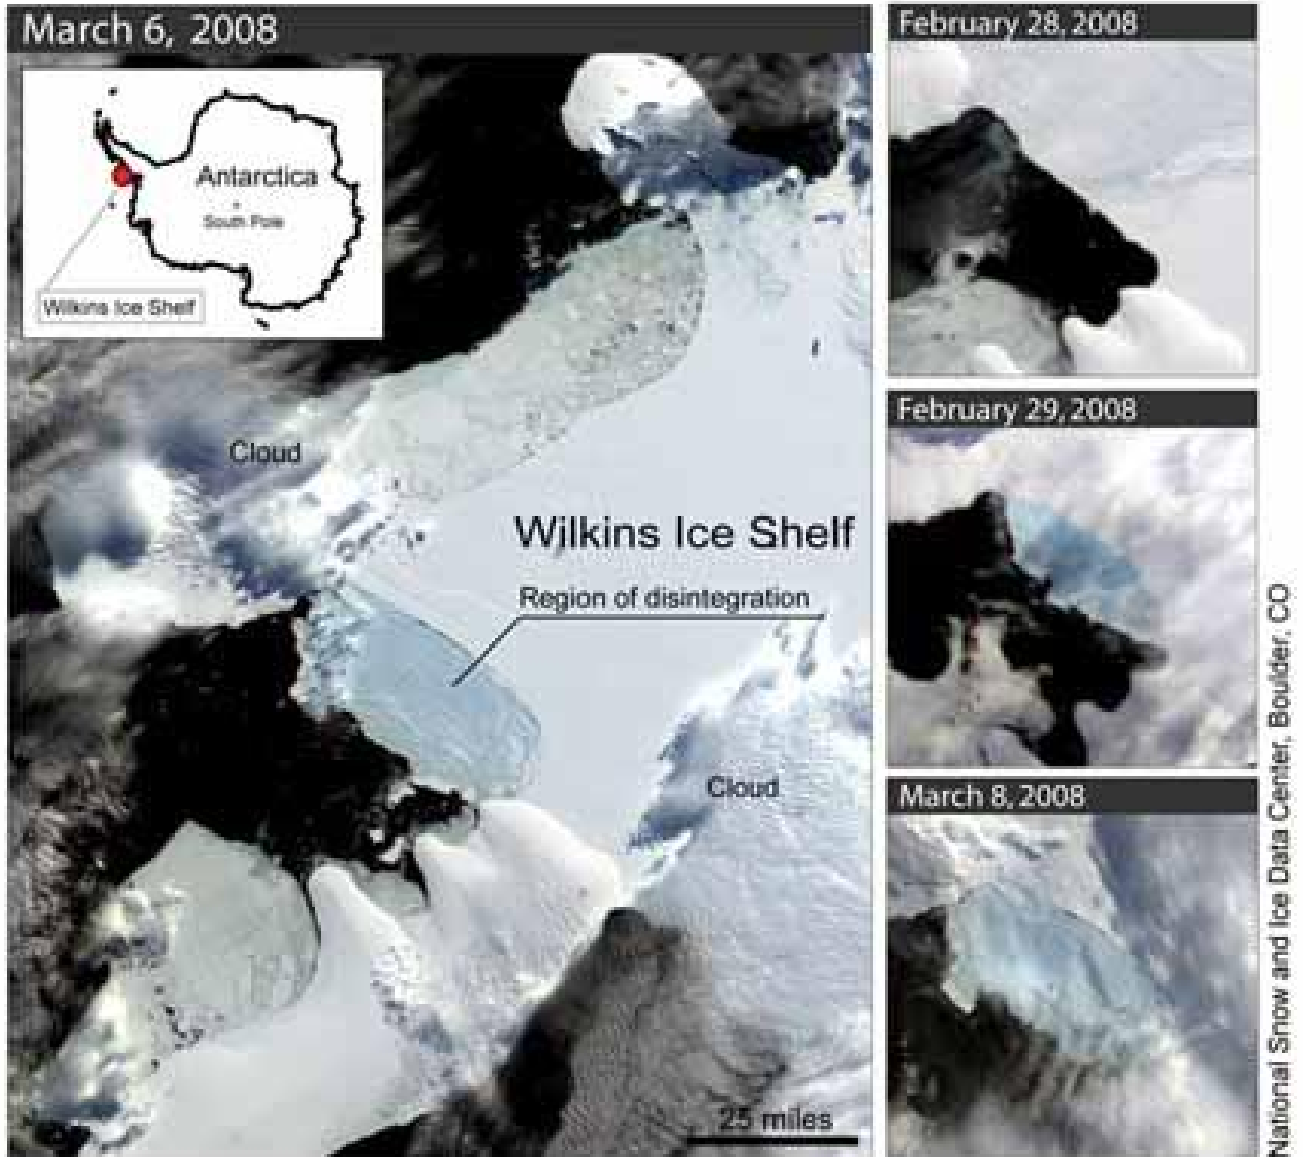 March 6, 2008
Antarctica
South Pole
Wilkins Ice Shelf
Cloud
Wilkins Ice Shelf
Region of disintegration
Cloud
25 miles
February 28, 2008
February 29, 2008
March 8, 2008
National Snow and Ice Data Center, Boulder, CO